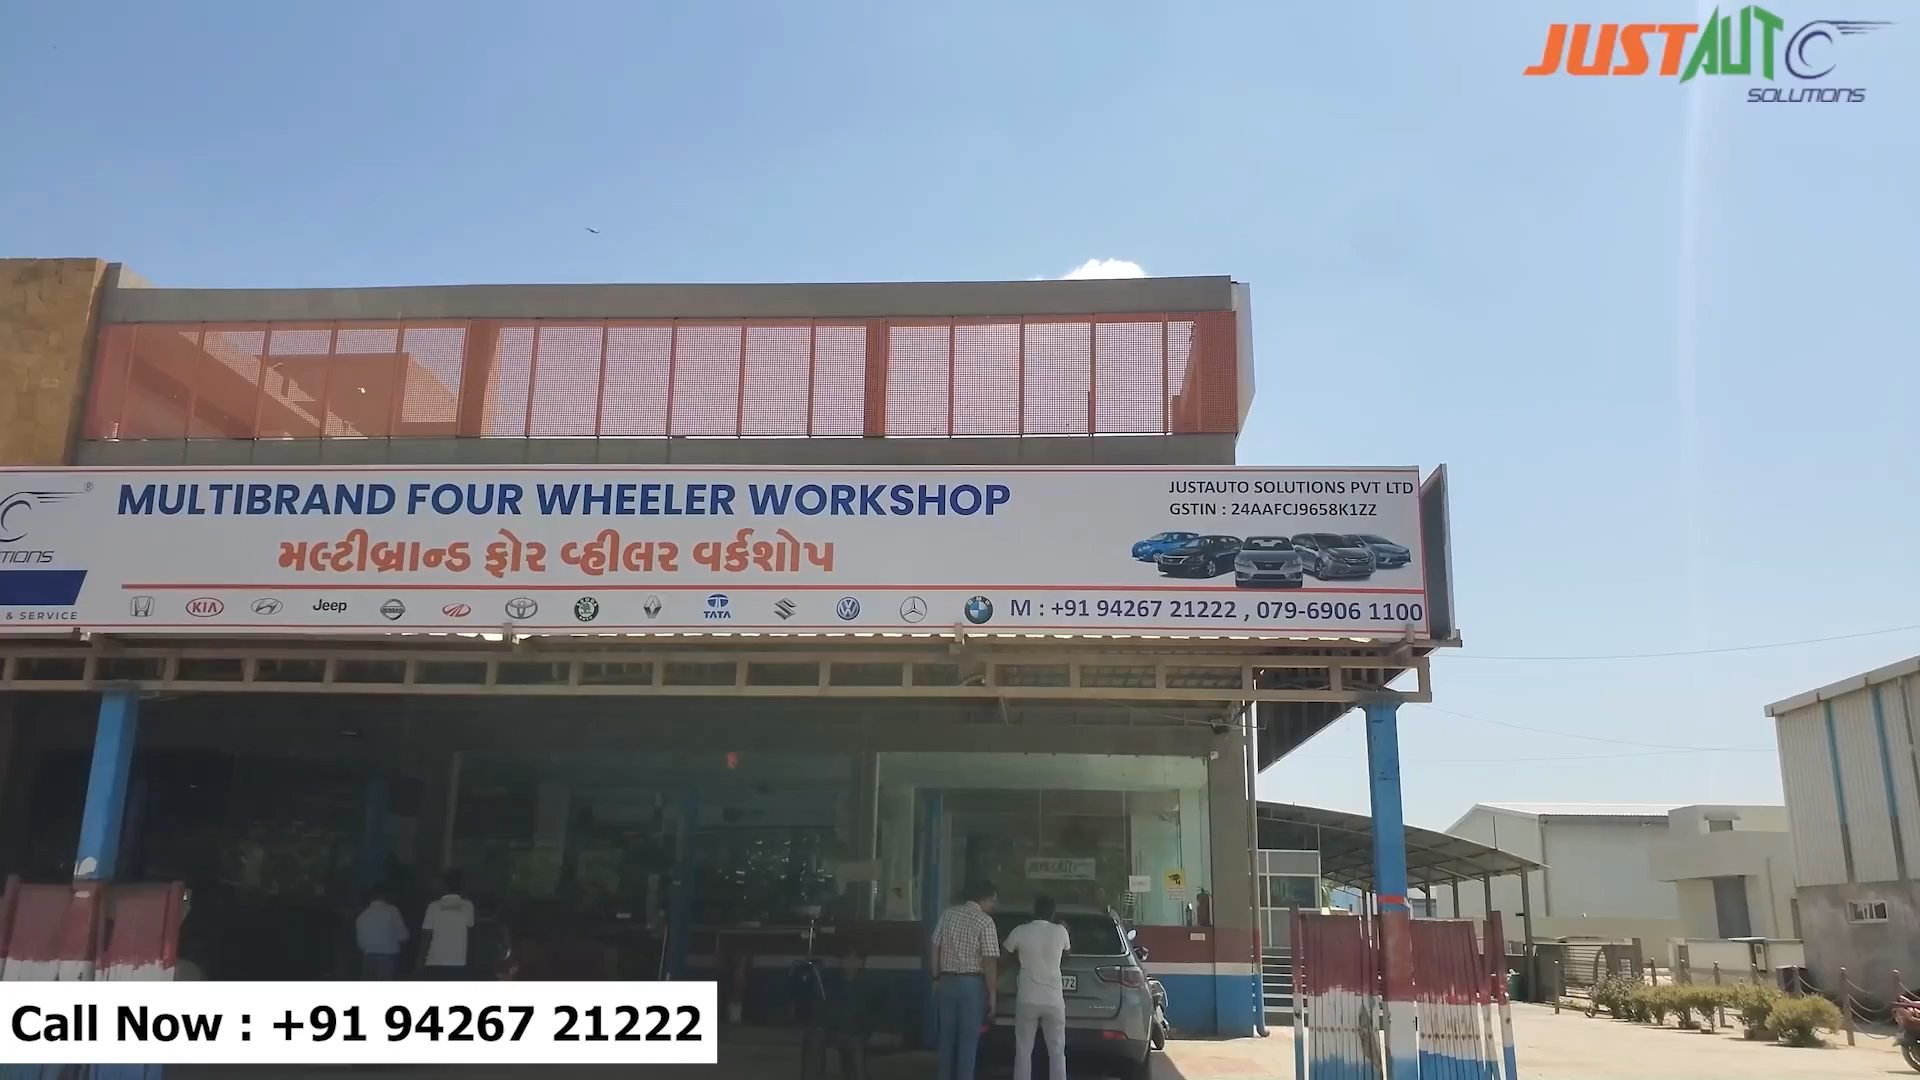 JUSTAUTO
SOLUTIONS
MULTIBRAND FOUR WHEELER WORKSHOP
મલ્ટીબ્રાન્ડ ફોર વ્હીલર વર્કશોપ
JUSTAUTO SOLUTIONS PVT LTD
GSTIN : 24AAFCJ9658K1ZZ
& SERVICE
KIA
Jeep
TATA
M : +91 94267 21222 , 079-6906 1100
Call Now : +91 94267 21222